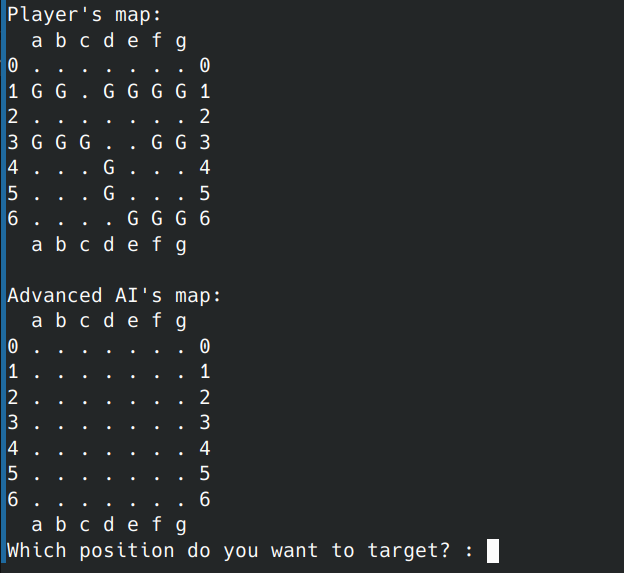 Player's map:
  a b c d e f g
0 . . . . . . . 0
1 G G . G G G G 1
2 . . . . . . . 2
3 G G G . . G G 3
4 . . . G . . . 4
5 . . . G . . . 5
6 . . . . G G G 6
  a b c d e f g

Advanced AI's map:
  a b c d e f g
0 . . . . . . . 0
1 . . . . . . . 1
2 . . . . . . . 2
3 . . . . . . . 3
4 . . . . . . . 4
5 . . . . . . . 5
6 . . . . . . . 6
  a b c d e f g
Which position do you want to target? :